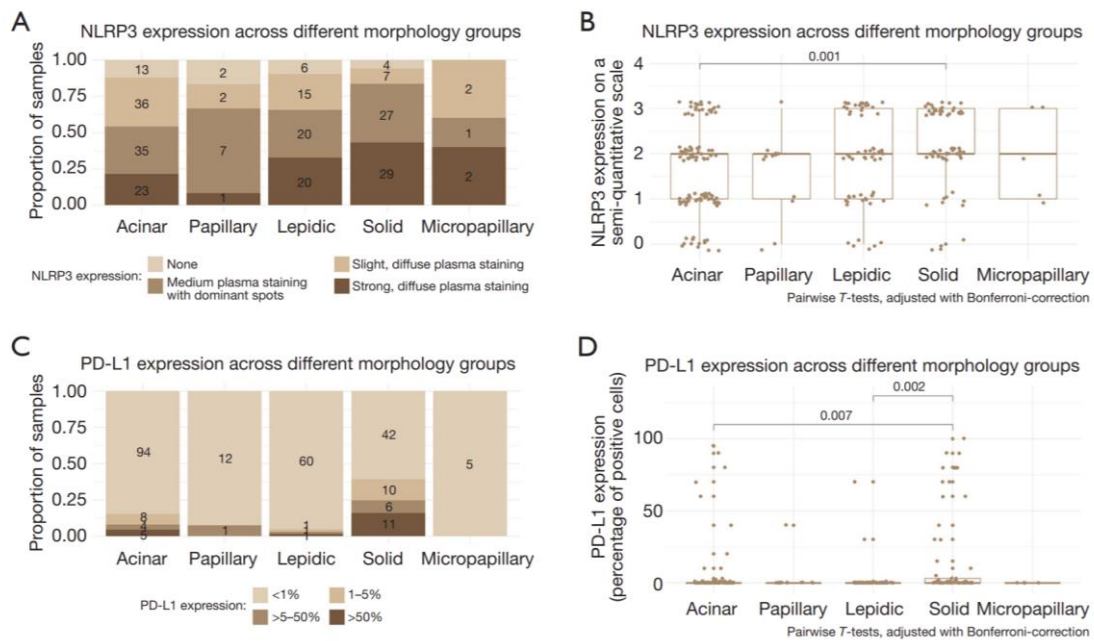 A
NLRP3 expression across different morphology groups
Proportion of samples
1.00
0.75
0.50
0.25
0.00
13
36
35
23
2
2
7
1
6
15
20
20
4
7
27
29
2
1
2
Acinar
Papillary
Lepidic
Solid
Micropapillary
NLRP3 expression:
None
Slight, diffuse plasma staining
Medium plasma staining
with dominant spots
Strong, diffuse plasma staining
B
NLRP3 expression across different morphology groups
NLRP3 expression on a
semi-quantitative scale
4
3
2
1
0
0.001
Acinar
Papillary
Lepidic
Solid
Micropapillary
Pairwise T-tests, adjusted with Bonferroni-correction
C
PD-L1 expression across different morphology groups
Proportion of samples
1.00
0.75
0.50
0.25
0.00
94
8
4
5
12
1
60
1
1
42
10
6
11
5
Acinar
Papillary
Lepidic
Solid
Micropapillary
PD-L1 expression:
<1%
1–5%
>5–50%
>50%
D
PD-L1 expression across different morphology groups
PD-L1 expression
(percentage of positive cells)
100
50
0
0.002
0.007
Acinar
Papillary
Lepidic
Solid
Micropapillary
Pairwise T-tests, adjusted with Bonferroni-correction